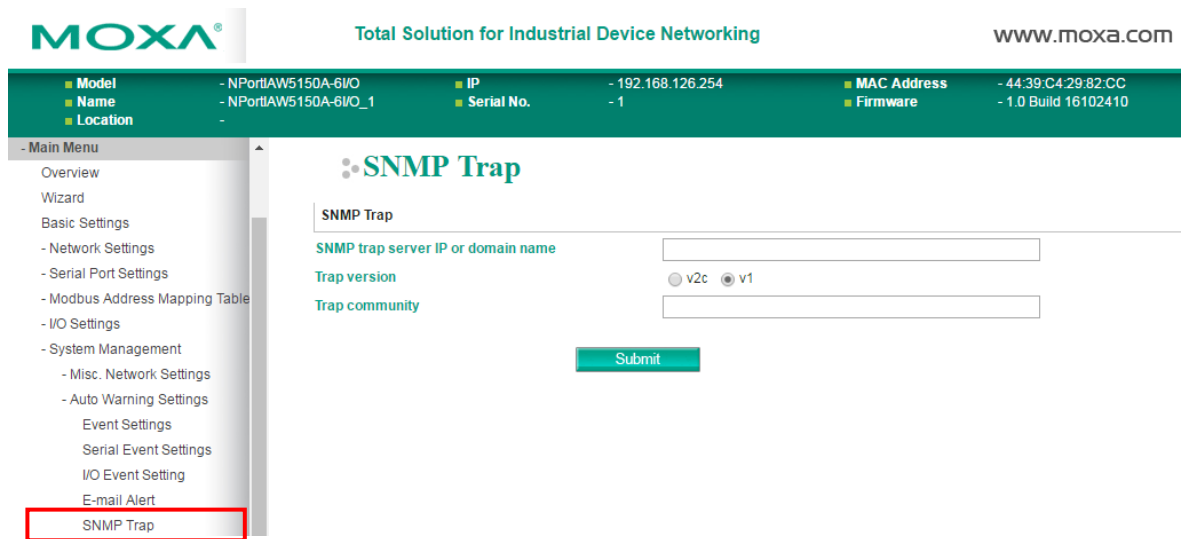 MOXA®
Total Solution for Industrial Device Networking
www.moxa.com
Model - NPortIAW5150A-6I/O IP - 192.168.126.254 MAC Address - 44:39:C4:29:82:CC
Name - NPortIAW5150A-6I/O_1 Serial No. - 1 Firmware - 1.0 Build 16102410
Location -
- Main Menu
Overview
Wizard
Basic Settings
- Network Settings
- Serial Port Settings
- Modbus Address Mapping Table
- I/O Settings
- System Management
- Misc. Network Settings
- Auto Warning Settings
Event Settings
Serial Event Settings
I/O Event Setting
E-mail Alert
SNMP Trap
SNMP Trap
SNMP Trap
SNMP trap server IP or domain name
Trap version v2c v1
Trap community
Submit